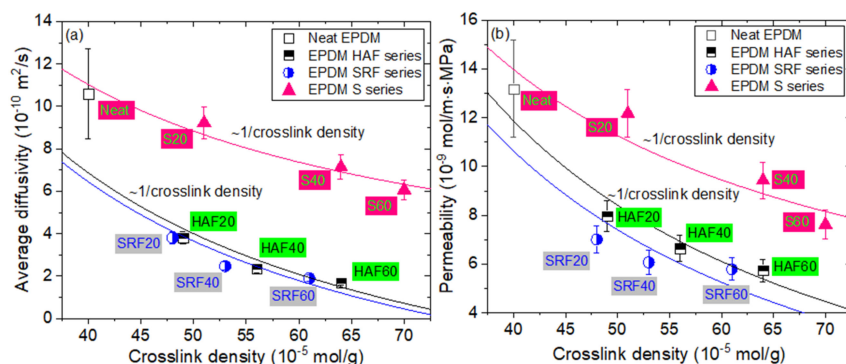 (a)
Neat EPDM
EPDM HAF series
EPDM SRF series
EPDM S series
Neat
S20
S40
S60
~1/crosslink density
~1/crosslink density
HAF20
HAF40
HAF60
SRF20
SRF40
SRF60
Average diffusivity (10⁻¹⁰ m²/s)
14
12
10
8
6
4
2
0
40 45 50 55 60 65 70
Crosslink density (10⁻⁵ mol/g)
(b)
Neat EPDM
EPDM HAF series
EPDM SRF series
EPDM S series
Neat
S20
S40
S60
~1/crosslink density
~1/crosslink density
HAF20
HAF40
HAF60
SRF20
SRF40
SRF60
Permeability (10⁻⁹ mol/m·s·MPa)
16
14
12
10
8
6
4
40 45 50 55 60 65 70
Crosslink density (10⁻⁵ mol/g)